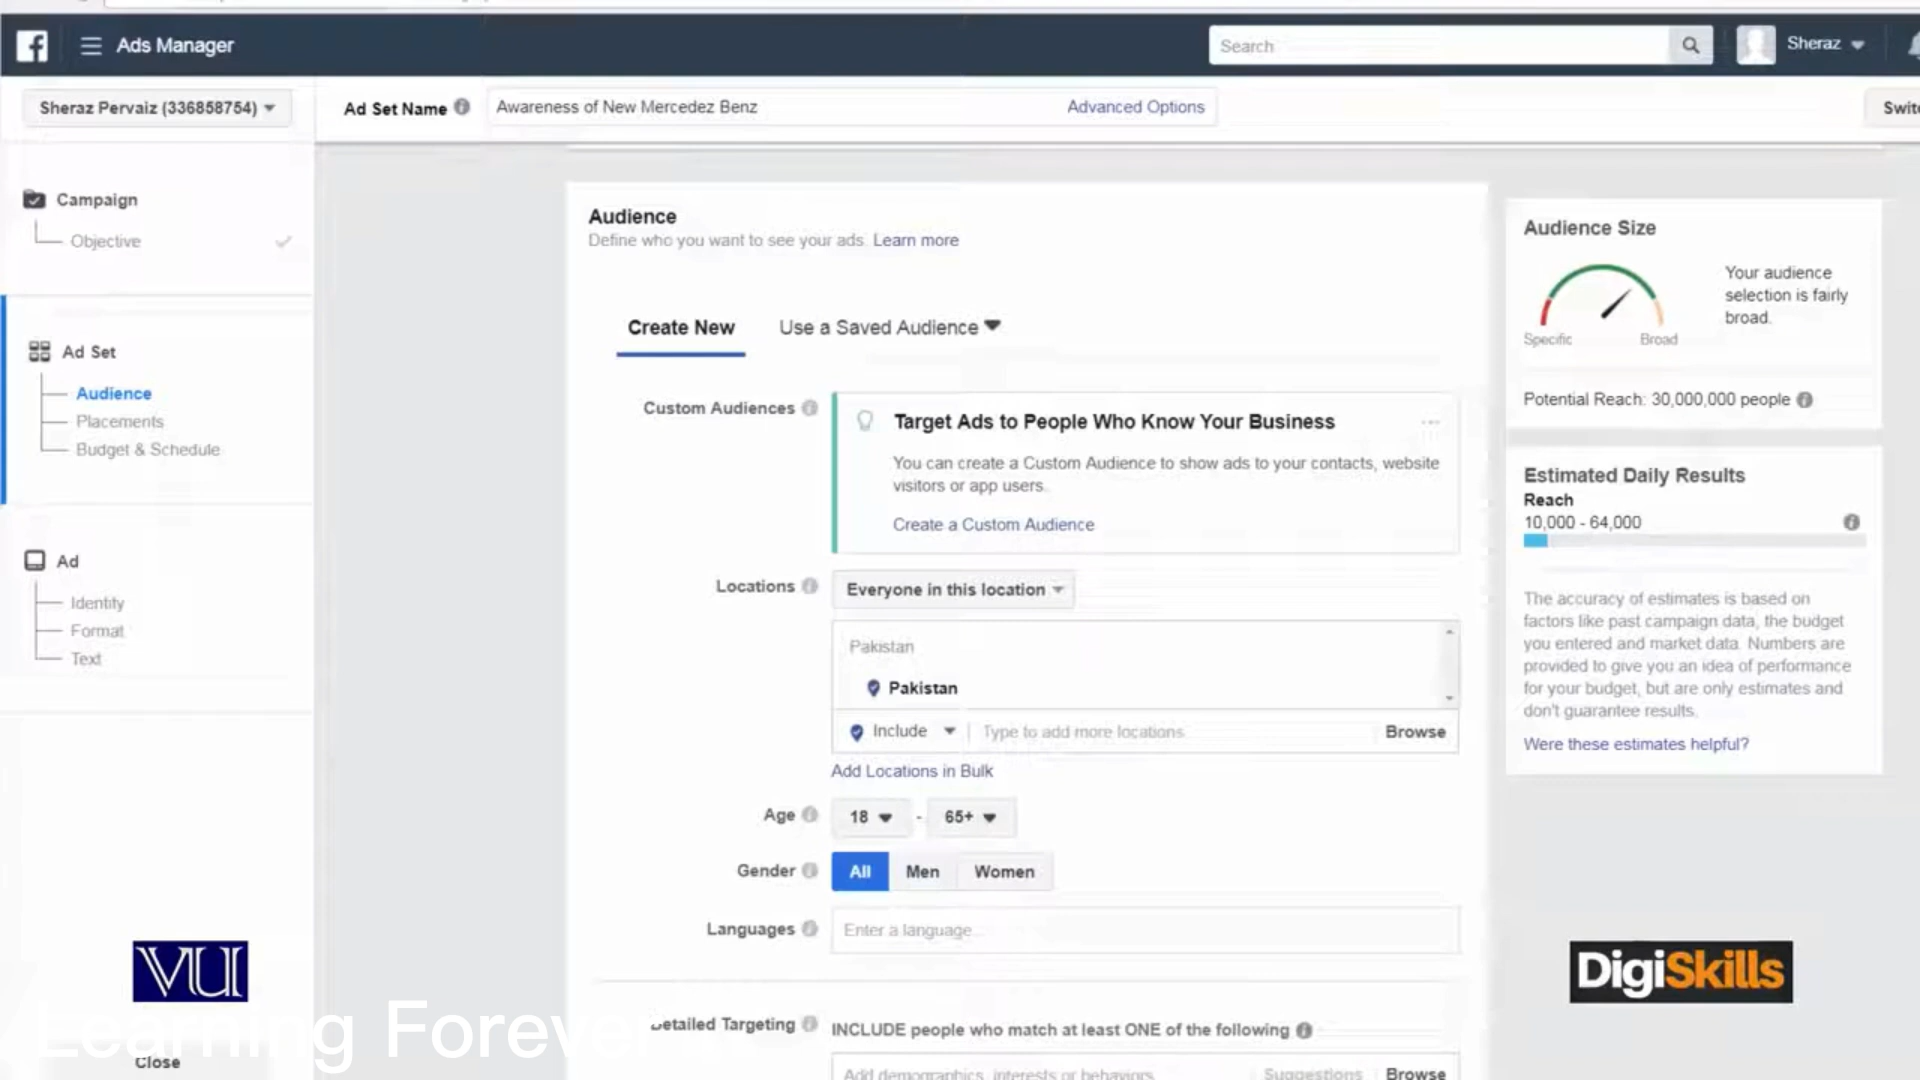 Ads Manager
Search
Sheraz
Sheraz Pervaiz (336858754)
Ad Set Name
Awareness of New Mercedez Benz
Advanced Options
Campaign
Objective
Ad Set
Audience
Placements
Budget & Schedule
Ad
Identity
Format
Text
Close
Audience
Define who you want to see your ads. Learn more
Create New
Use a Saved Audience
Custom Audiences
Target Ads to People Who Know Your Business
You can create a Custom Audience to show ads to your contacts, website
visitors or app users.
Create a Custom Audience
Locations
Everyone in this location
Pakistan
Pakistan
Include
Type to add more locations
Browse
Add Locations in Bulk
Age
18 - 65+
Gender
All Men Women
Languages
Enter a language...
Detailed Targeting
INCLUDE people who match at least ONE of the following
Add demographics, interests or behaviors
Suggestions
Browse
Audience Size
Your audience
selection is fairly
broad.
Specific
Broad
Potential Reach: 30,000,000 people
Estimated Daily Results
Reach
10,000 - 64,000
The accuracy of estimates is based on
factors like past campaign data, the budget
you entered and market data. Numbers are
provided to give you an idea of performance
for your budget, but are only estimates and
don't guarantee results.
Were these estimates helpful?
VU
DigiSkills
Learning Forever